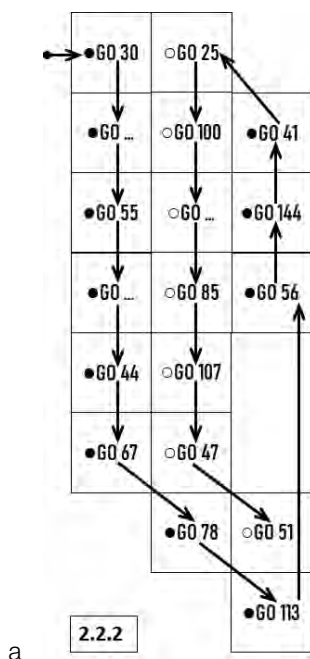 ●GO 30 ○GO 25
●GO ... ○GO 100 ●GO 41
●GO 55 ○GO ... ●GO 144
●GO ... ○GO 85 ●GO 56
●GO 44 ○GO 107
●GO 67 ○GO 47
●GO 78 ○GO 51
●GO 113
2.2.2
a